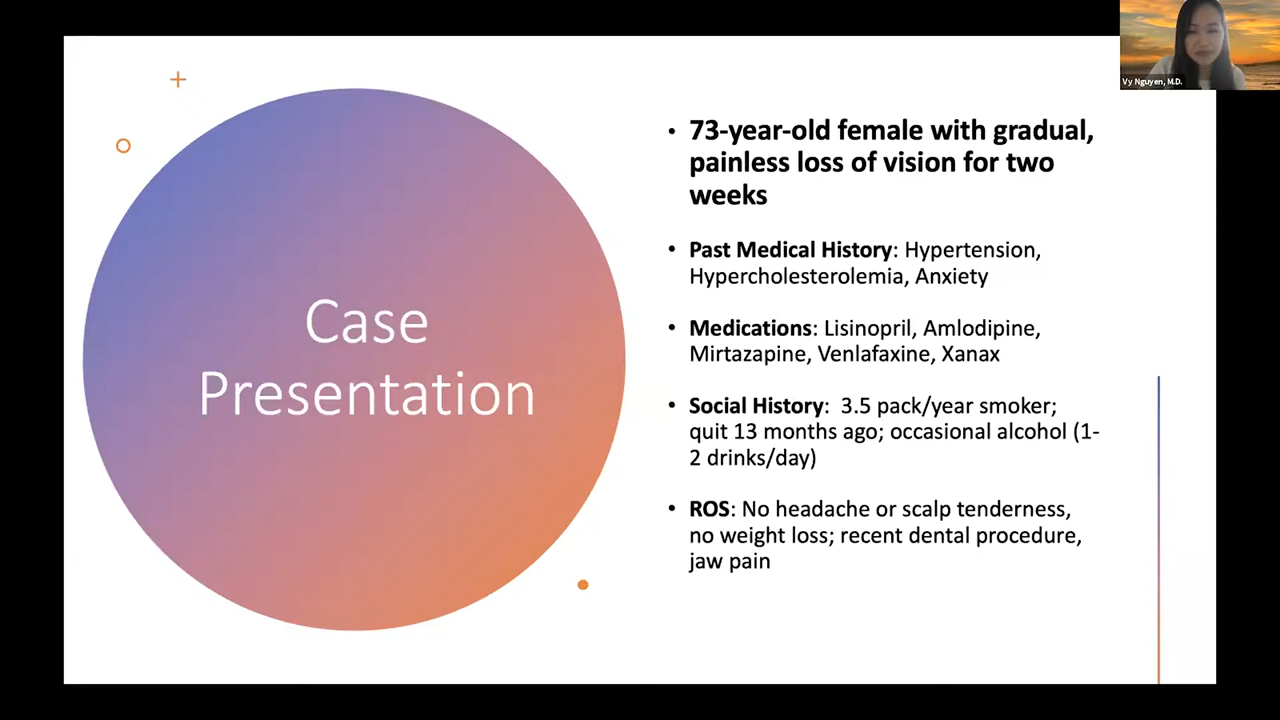 Vy Nguyen, M.D.
Case
Presentation
• 73-year-old female with gradual,
painless loss of vision for two
weeks
• Past Medical History: Hypertension,
Hypercholesterolemia, Anxiety
• Medications: Lisinopril, Amlodipine,
Mirtazapine, Venlafaxine, Xanax
• Social History:  3.5 pack/year smoker;
quit 13 months ago; occasional alcohol (1-
2 drinks/day)
• ROS: No headache or scalp tenderness,
no weight loss; recent dental procedure,
jaw pain